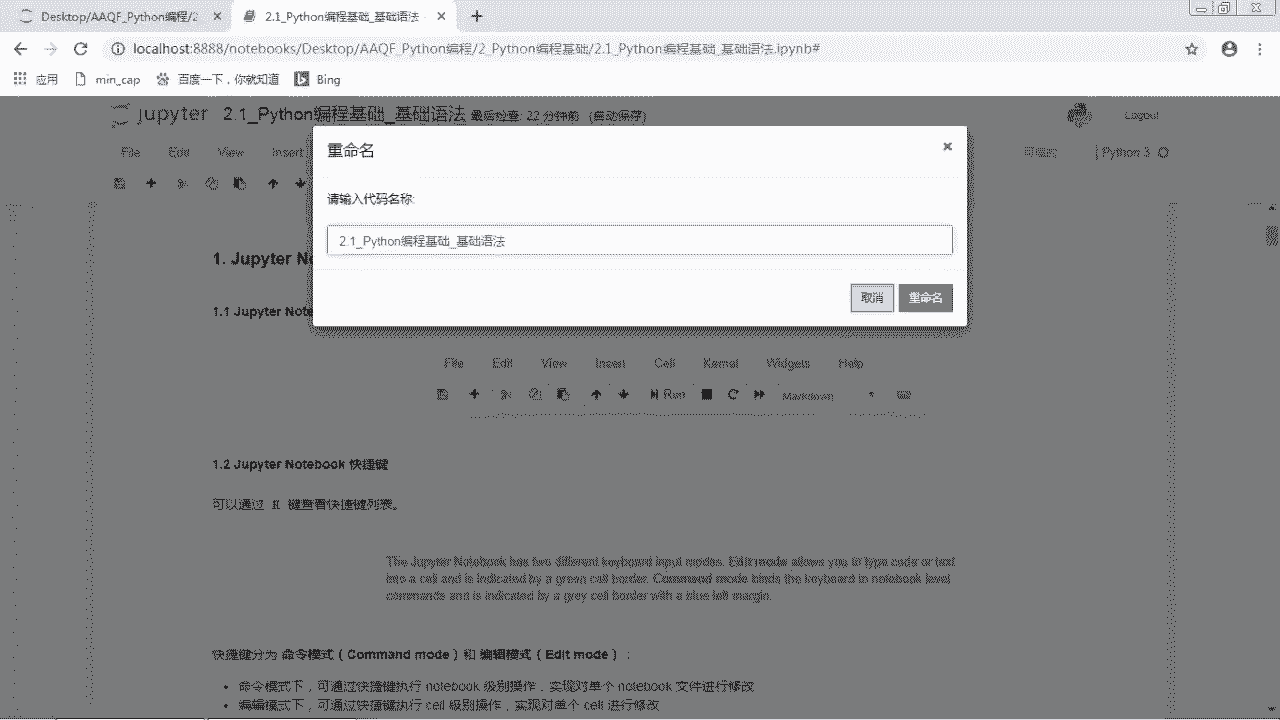 Desktop/AAQF_Python编程/2
2.1_Python编程基础_基础语法
localhost:8888/notebooks/Desktop/AAQF_Python编程/2_Python编程基础/2.1_Python编程基础_基础语法.ipynb#
应用 min_cap 百度一下，你就知道 Bing
jupyter 2.1_Python编程基础_基础语法 最后检查: 22 分钟前 (自动保存) Logout
File Edit View Insert 可信的 Python 3
重命名
请输入代码名称:
2.1_Python编程基础_基础语法
取消 重命名
1. Jupyter N
1.1 Jupyter Note
File Edit View Insert Cell Kernel Widgets Help
Run Markdown
1.2 Jupyter Notebook 快捷键
可以通过 键查看快捷键列表。
The Jupyter Notebook has two different keyboard input modes. Edit mode allows you to type code or text
into a cell and is indicated by a green cell border. Command mode binds the keyboard to notebook level
commands and is indicated by a grey cell border with a blue left margin.
快捷键分为 命令模式（Command mode）和 编辑模式（Edit mode）：
命令模式下，可通过快捷键执行 notebook 级别操作，实现对单个 notebook 文件进行修改
编辑模式下，可通过快捷键执行 cell 级别操作，实现对单个 cell 进行修改